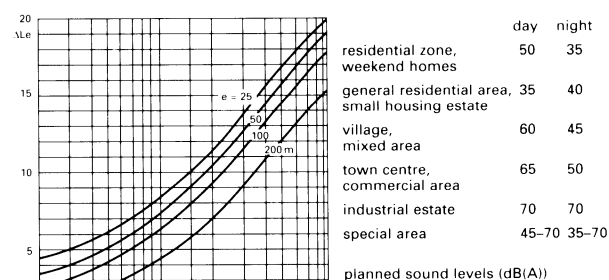 20
ΔLe
15
10
5
e = 25
50
100
200 m
day night
residential zone, 50 35
weekend homes
general residential area, 35 40
small housing estate
village, 60 45
mixed area
town centre, 65 50
commercial area
industrial estate 70 70
special area 45–70 35–70
planned sound levels (dB(A))